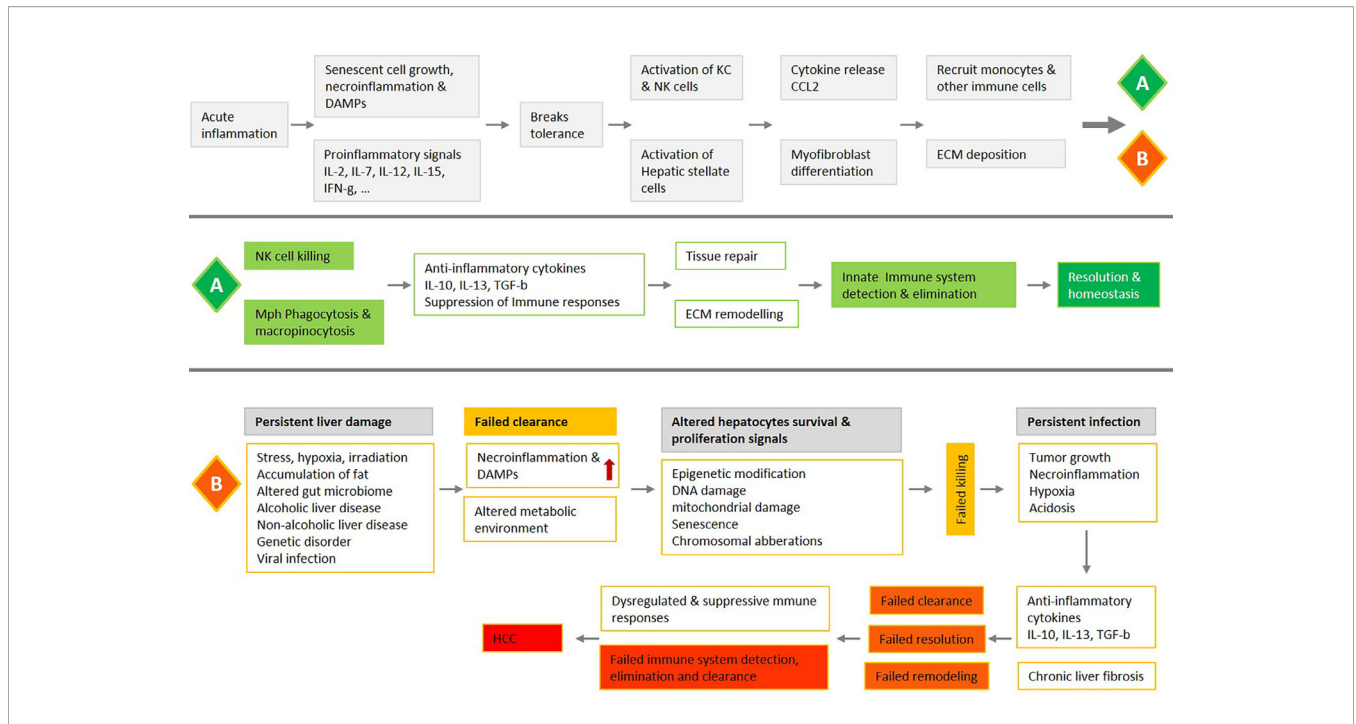 Acute
inflammation
Senescent cell growth,
necroinflammation &
DAMPs
Proinflammatory signals
IL-2, IL-7, IL-12, IL-15,
IFN-g, ...
Breaks
tolerance
Activation of KC
& NK cells
Activation of
Hepatic stellate
cells
Cytokine release
CCL2
Myofibroblast
differentiation
Recruit monocytes &
other immune cells
ECM deposition
A
B
A
NK cell killing
Mph Phagocytosis &
macropinocytosis
Anti-inflammatory cytokines
IL-10, IL-13, TGF-b
Suppression of Immune responses
Tissue repair
ECM remodelling
Innate Immune system
detection & elimination
Resolution &
homeostasis
B
Persistent liver damage
Stress, hypoxia, irradiation
Accumulation of fat
Altered gut microbiome
Alcoholic liver disease
Non-alcoholic liver disease
Genetic disorder
Viral infection
Failed clearance
Necroinflammation &
DAMPs
Altered metabolic
environment
Altered hepatocytes survival &
proliferation signals
Epigenetic modification
DNA damage
mitochondrial damage
Senescence
Chromosomal abberations
Failed killing
Persistent infection
Tumor growth
Necroinflammation
Hypoxia
Acidosis
Anti-inflammatory
cytokines
IL-10, IL-13, TGF-b
Chronic liver fibrosis
Failed clearance
Failed resolution
Failed remodeling
Dysregulated & suppressive mmune
responses
Failed immune system detection,
elimination and clearance
HCC